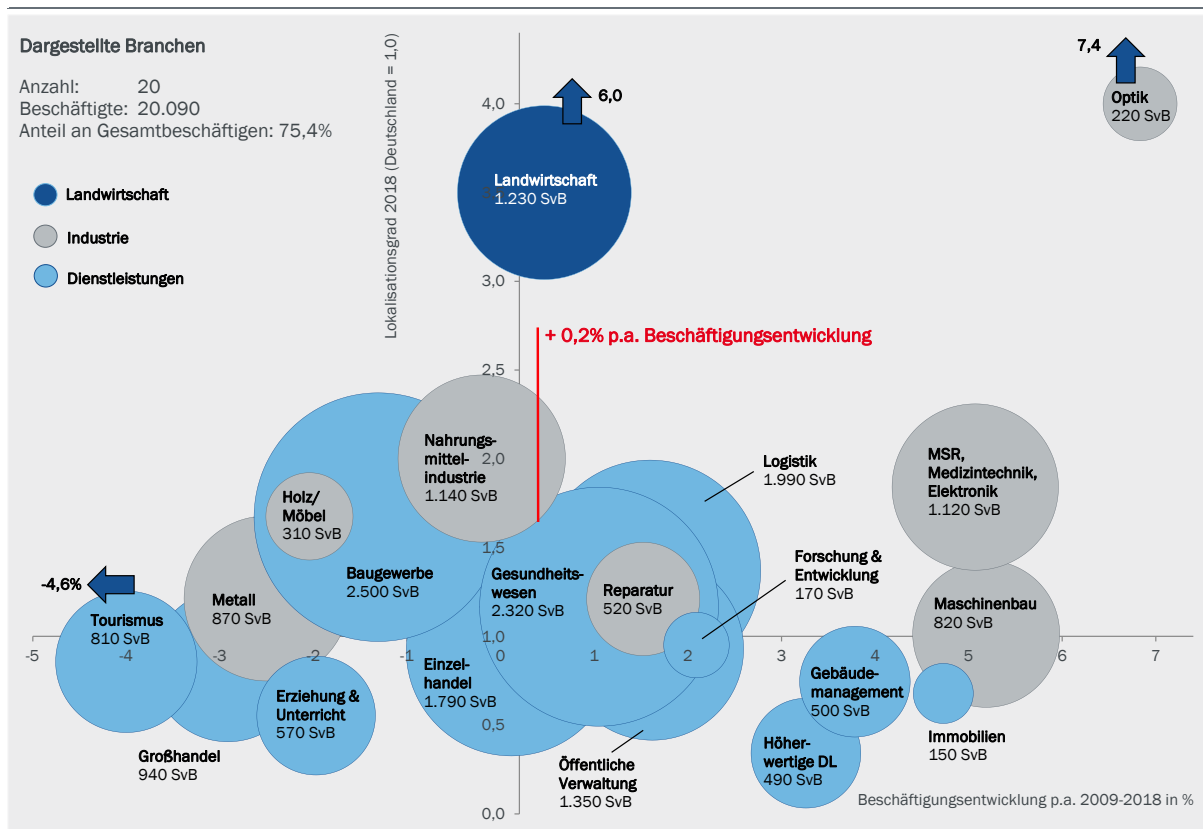 Dargestellte Branchen
Anzahl: 20
Beschäftigte: 20.090
Anteil an Gesamtbeschäftigen: 75,4%
Landwirtschaft
Industrie
Dienstleistungen
Lokalisationsgrad 2018 (Deutschland = 1,0)
4,0
3,0
2,5
2,0
1,5
1,0
0,5
0,0
6,0
7,4
Optik
220 SvB
Landwirtschaft
1.230 SvB
+ 0,2% p.a. Beschäftigungsentwicklung
Nahrungs-
mittel-
industrie
1.140 SvB
Holz/
Möbel
310 SvB
Baugewerbe
2.500 SvB
Metall
870 SvB
-4,6%
Tourismus
810 SvB
Großhandel
940 SvB
Erziehung &
Unterricht
570 SvB
Einzel-
handel
1.790 SvB
Gesundheits-
wesen
2.320 SvB
Reparatur
520 SvB
Logistik
1.990 SvB
Forschung &
Entwicklung
170 SvB
Öffentliche
Verwaltung
1.350 SvB
MSR,
Medizintechnik,
Elektronik
1.120 SvB
Maschinenbau
820 SvB
Gebäude-
management
500 SvB
Höher-
wertige DL
490 SvB
Immobilien
150 SvB
-5 -4 -3 -2 -1 0 1 2 3 4 5 6 7
Beschäftigungsentwicklung p.a. 2009-2018 in %